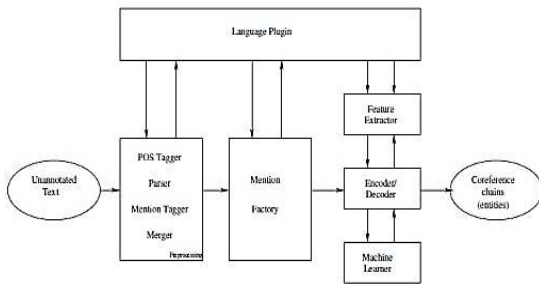 Language Plugin
Feature
Extractor
POS Tagger
Parser
Mention Tagger
Merger
Preprocessing
Unannotated
Text
Mention
Factory
Encoder/
Decoder
Coreference
chains
(entities)
Machine
Learner